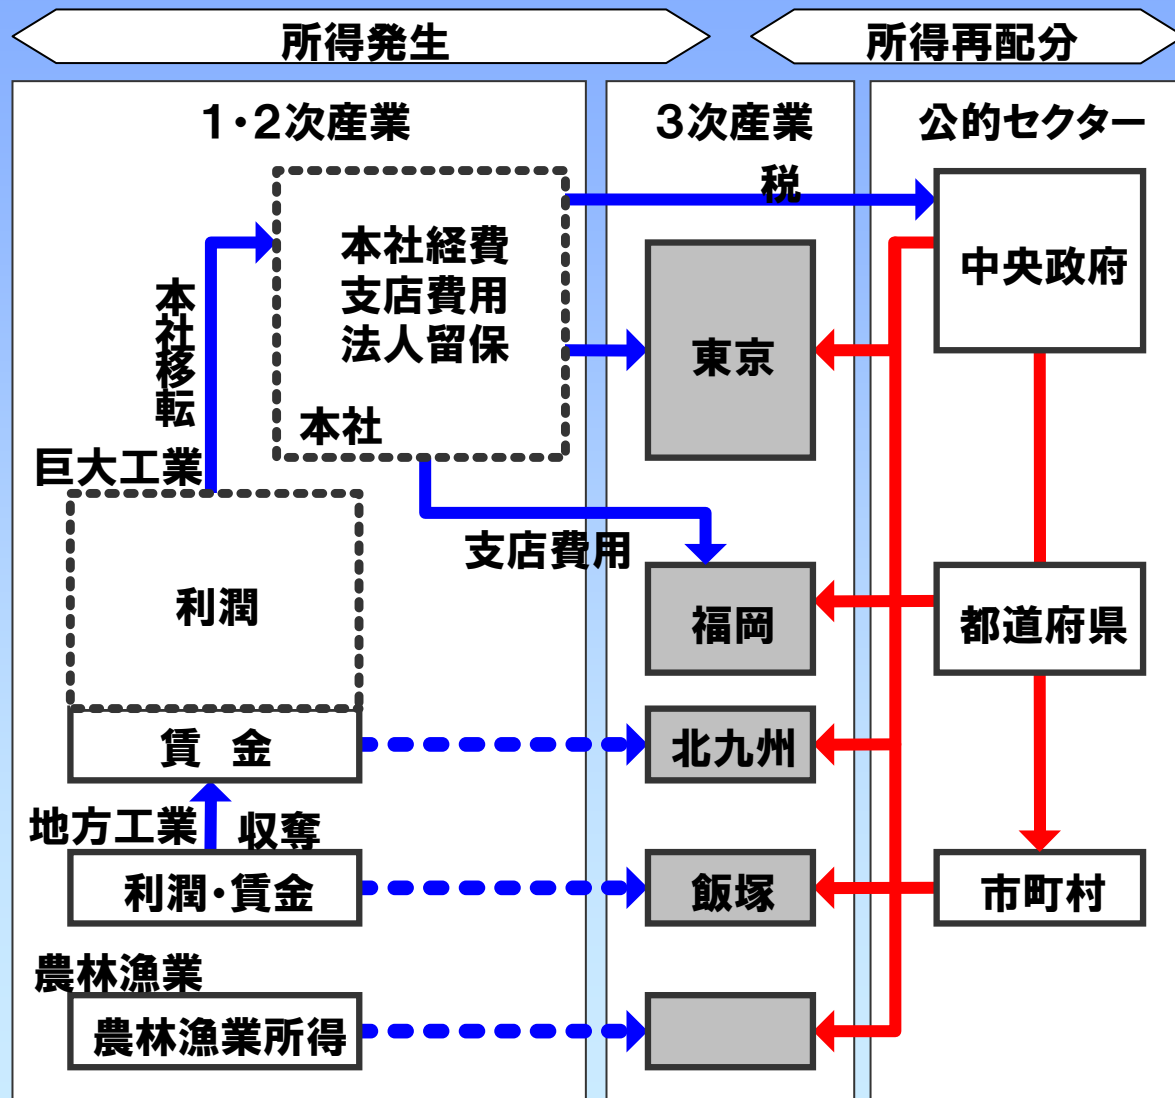 所得発生
所得再配分
1・2次産業
3次産業
公的セクター
税
本社経費
支店費用
法人留保
本社
中央政府
東京
本社移転
巨大工業
利潤
支店費用
福岡
都道府県
賃 金
北九州
地方工業
収奪
利潤・賃金
飯塚
市町村
農林漁業
農林漁業所得